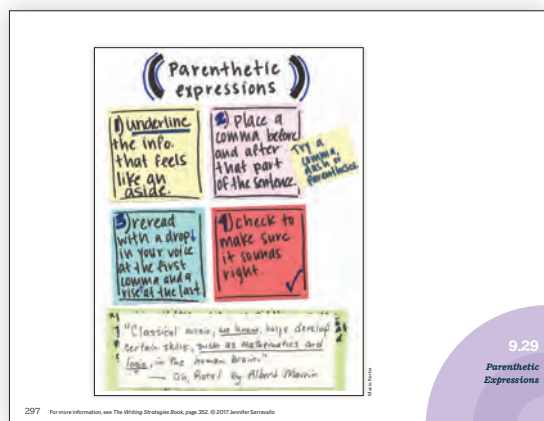 Parenthetic
expressions
1) underline
the info.
that feels
like an
aside.
2) place a
comma before
and after
that part
of the sentence.
Try a
comma,
dash or
parentheses.
3) reread
with a drop↓
in your voice
at the first
comma and a
rise at the last
4) check to
make sure
it sounds
right.
"Classical music, we know, helps develop
certain skills, such as mathematics and
logic, in the human brain."
by Albert Marrin
9.29
Parenthetic
Expressions
297 For more information, see The Writing Strategies Book, page 352. © 2017 Jennifer Serravallo